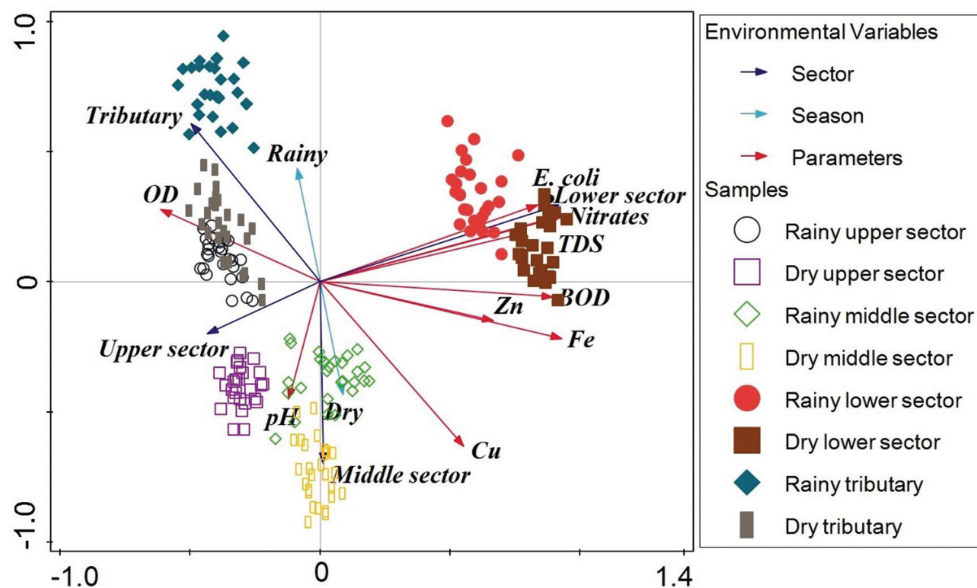 1.0
Tributary
Rainy
OD
E. coli
Lower sector
Nitrates
TDS
0
BOD
Zn
Fe
Upper sector
pH
Dry
Cu
Middle sector
-1.0
-1.0
0
1.4
Environmental Variables
Sector
Season
Parameters
Samples
Rainy upper sector
Dry upper sector
Rainy middle sector
Dry middle sector
Rainy lower sector
Dry lower sector
Rainy tributary
Dry tributary